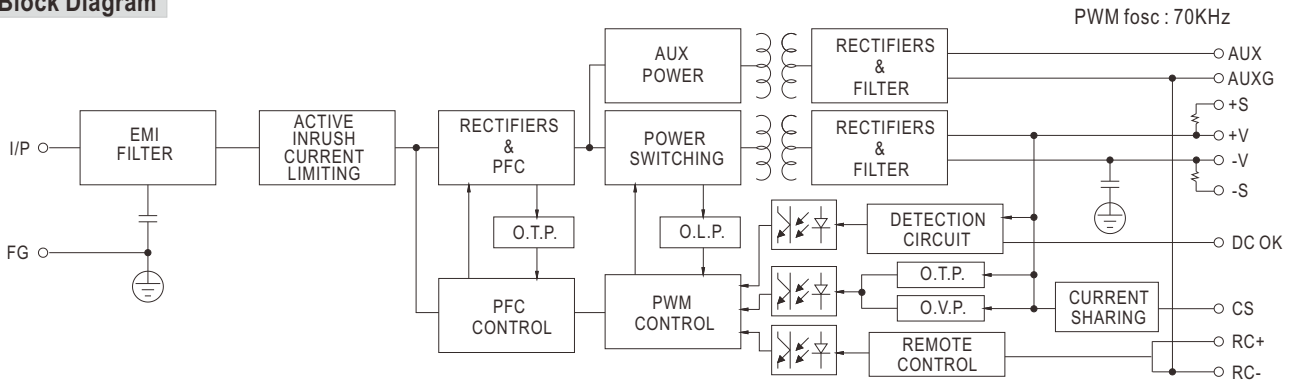 Block Diagram
PWM fosc : 70KHz
AUX
POWER
RECTIFIERS
&
FILTER
AUX
AUXG
+S
I/P
EMI
FILTER
ACTIVE
INRUSH
CURRENT
LIMITING
RECTIFIERS
&
PFC
POWER
SWITCHING
RECTIFIERS
&
FILTER
+V
-V
-S
O.T.P.
O.L.P.
DETECTION
CIRCUIT
DC OK
FG
PFC
CONTROL
PWM
CONTROL
O.T.P.
O.V.P.
CURRENT
SHARING
CS
REMOTE
CONTROL
RC+
RC-